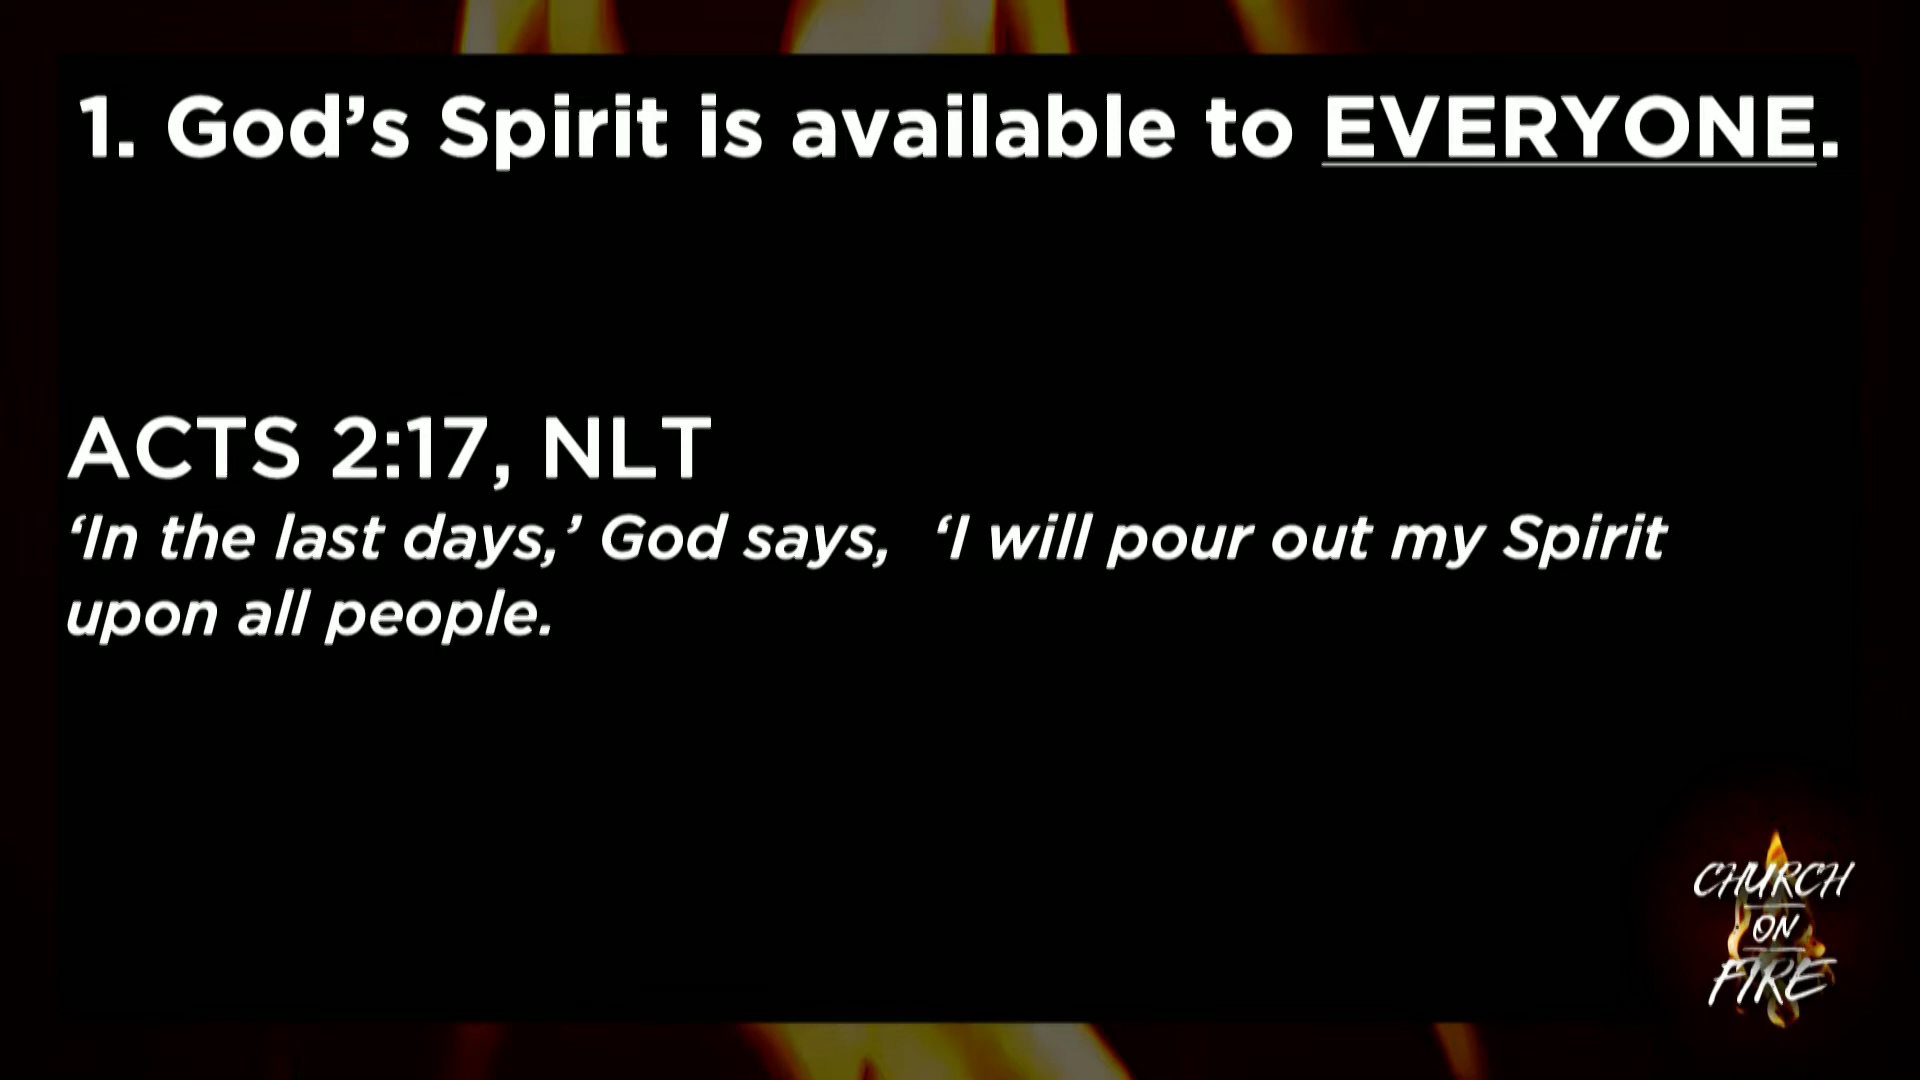 1. God’s Spirit is available to EVERYONE.
ACTS 2:17, NLT
‘In the last days,’ God says,  ‘I will pour out my Spirit
upon all people.
CHURCH
ON
FIRE